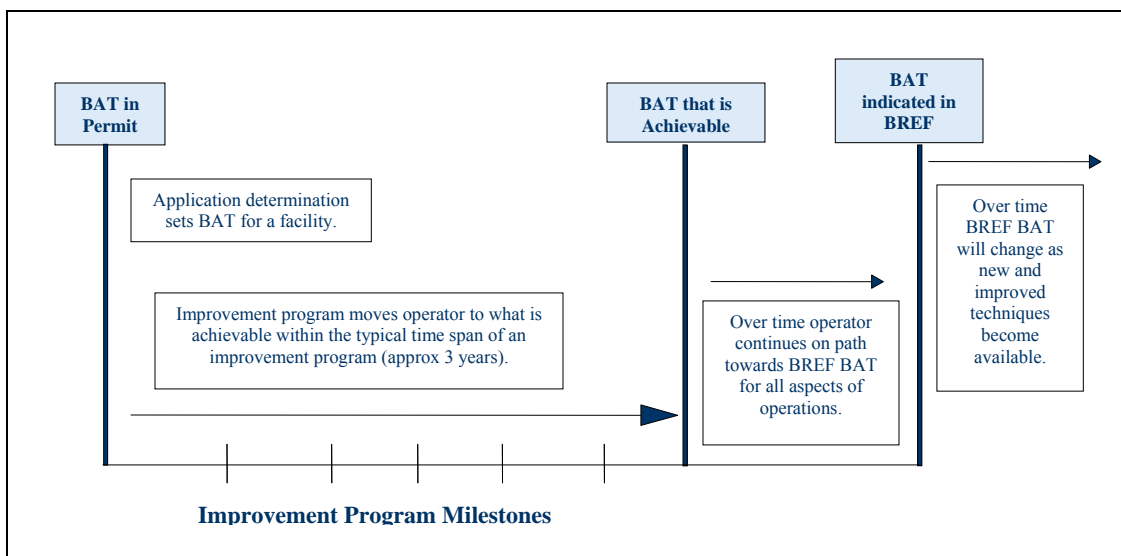 BAT in
Permit
BAT that is
Achievable
BAT
indicated in
BREF
Application determination
sets BAT for a facility.
Improvement program moves operator to what is
achievable within the typical time span of an
improvement program (approx 3 years).
Over time operator
continues on path
towards BREF BAT
for all aspects of
operations.
Over time
BREF BAT
will change as
new and
improved
techniques
become
available.
Improvement Program Milestones